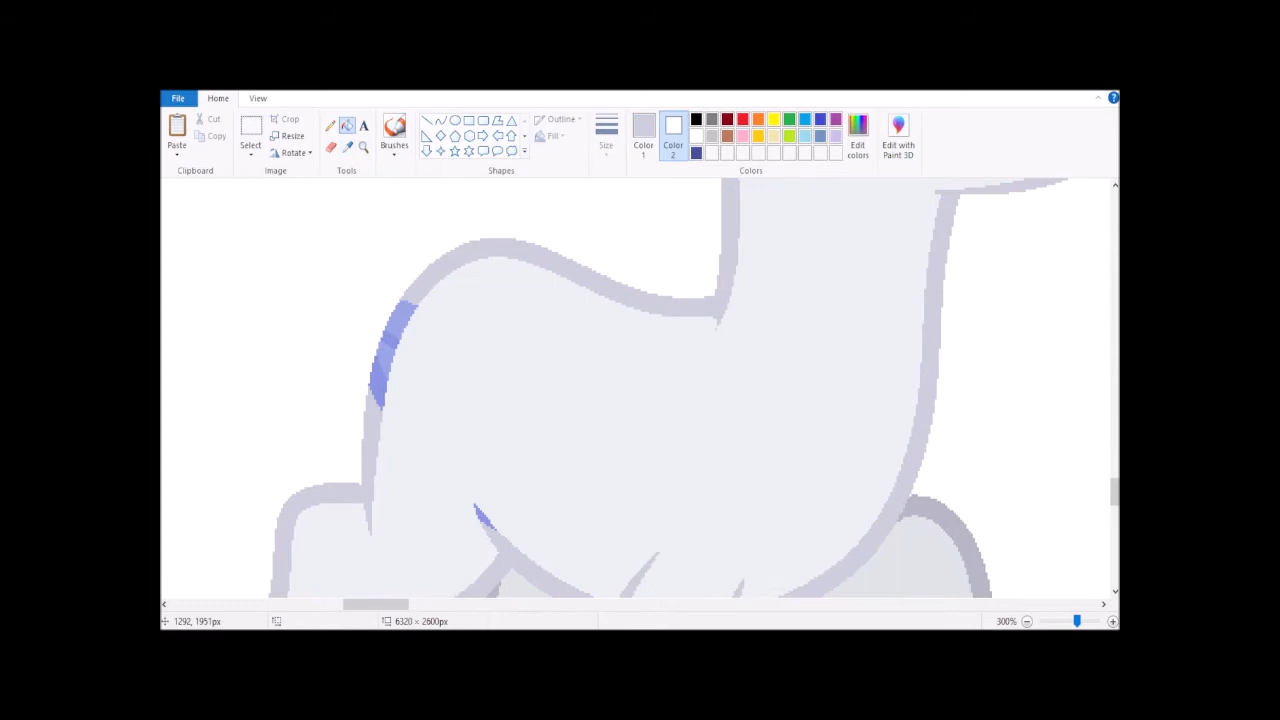 File Home View
Paste Cut Copy
Clipboard
Select Crop Resize Rotate
Image
A
Tools
Brushes
Outline Fill
Shapes
Size
Color 1
Color 2
Edit colors
Colors
Edit with Paint 3D
1292, 1951px 6320 × 2600px 300%